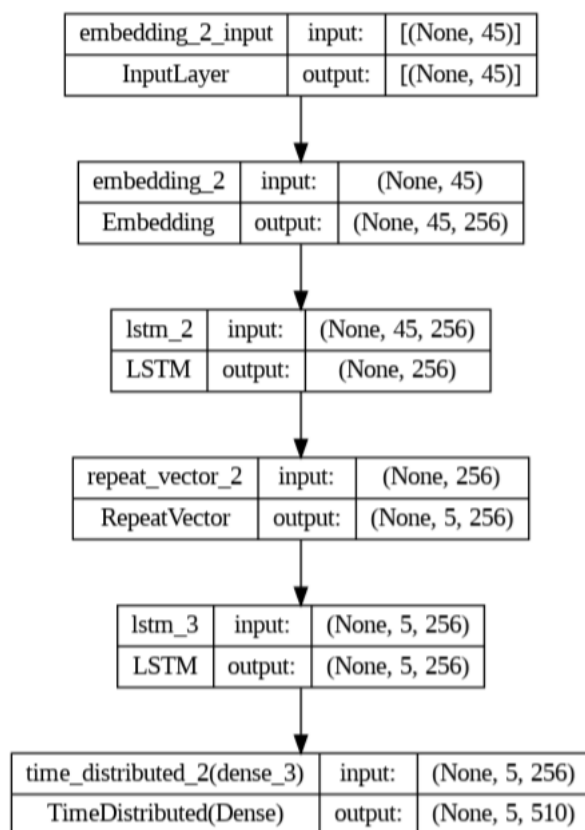 embedding_2_input input: [(None, 45)]
InputLayer output: [(None, 45)]
embedding_2 input: (None, 45)
Embedding output: (None, 45, 256)
lstm_2 input: (None, 45, 256)
LSTM output: (None, 256)
repeat_vector_2 input: (None, 256)
RepeatVector output: (None, 5, 256)
lstm_3 input: (None, 5, 256)
LSTM output: (None, 5, 256)
time_distributed_2(dense_3) input: (None, 5, 256)
TimeDistributed(Dense) output: (None, 5, 510)